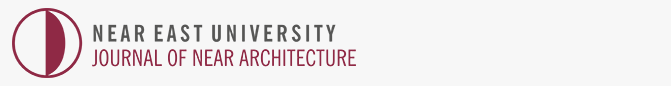 NEAR EAST UNIVERSITY
JOURNAL OF NEAR ARCHITECTURE